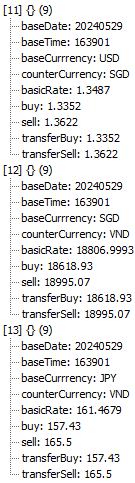 [11] {} (9)
baseDate: 20240529
baseTime: 163901
baseCurrrency: USD
counterCurrency: SGD
basicRate: 1.3487
buy: 1.3352
sell: 1.3622
transferBuy: 1.3352
transferSell: 1.3622
[12] {} (9)
baseDate: 20240529
baseTime: 163901
baseCurrrency: SGD
counterCurrency: VND
basicRate: 18806.9993
buy: 18618.93
sell: 18995.07
transferBuy: 18618.93
transferSell: 18995.07
[13] {} (9)
baseDate: 20240529
baseTime: 163901
baseCurrrency: JPY
counterCurrency: VND
basicRate: 161.4679
buy: 157.43
sell: 165.5
transferBuy: 157.43
transferSell: 165.5